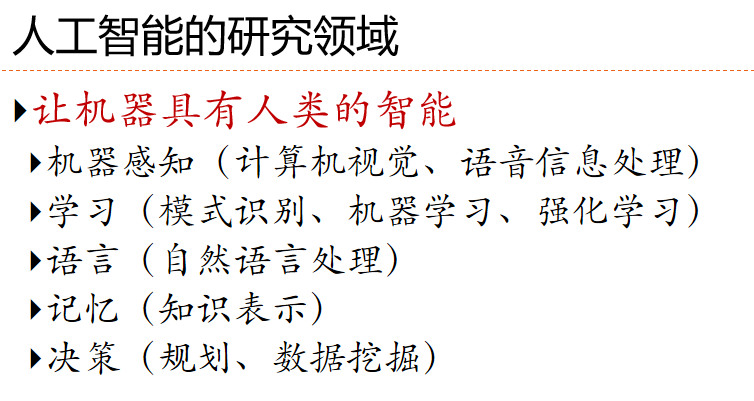 人工智能的研究领域
让机器具有人类的智能
机器感知（计算机视觉、语音信息处理）
学习（模式识别、机器学习、强化学习）
语言（自然语言处理）
记忆（知识表示）
决策（规划、数据挖掘）